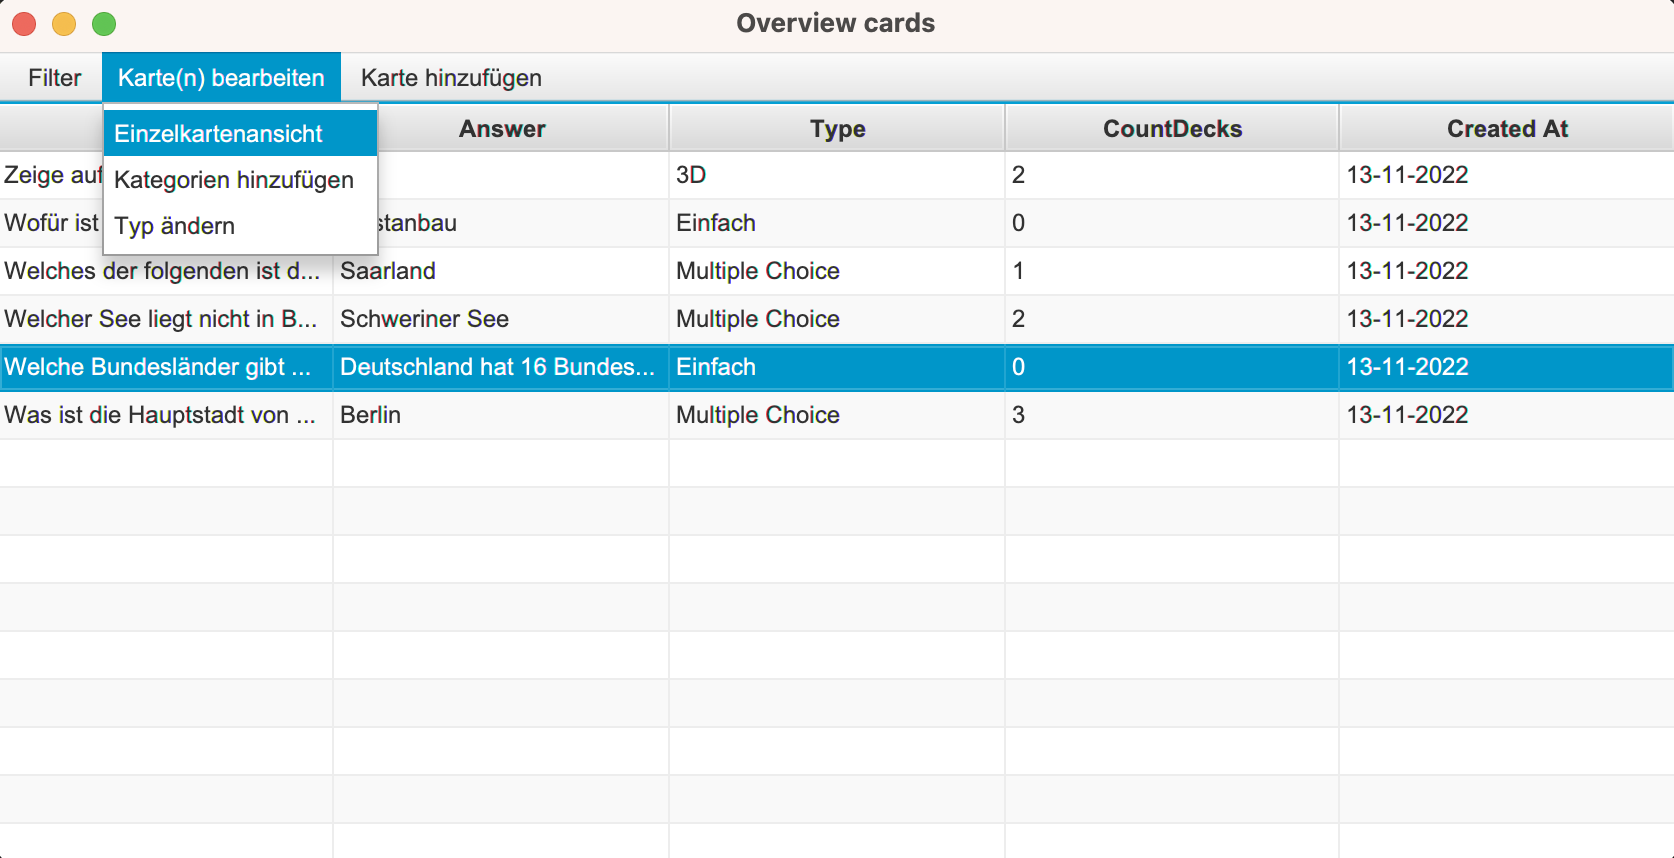 Overview cards
Filter Karte(n) bearbeiten Karte hinzufügen
Einzelkartenansicht
Kategorien hinzufügen
Typ ändern
Answer Type CountDecks Created At
Zeige 3D 2 13-11-2022
Wofür ist Einfach 0 13-11-2022
Welches der folgenden ist d... Saarland Multiple Choice 1 13-11-2022
Welcher See liegt nicht in B... Schweriner See Multiple Choice 2 13-11-2022
Welche Bundesländer gibt ... Deutschland hat 16 Bundes... Einfach 0 13-11-2022
Was ist die Hauptstadt von ... Berlin Multiple Choice 3 13-11-2022